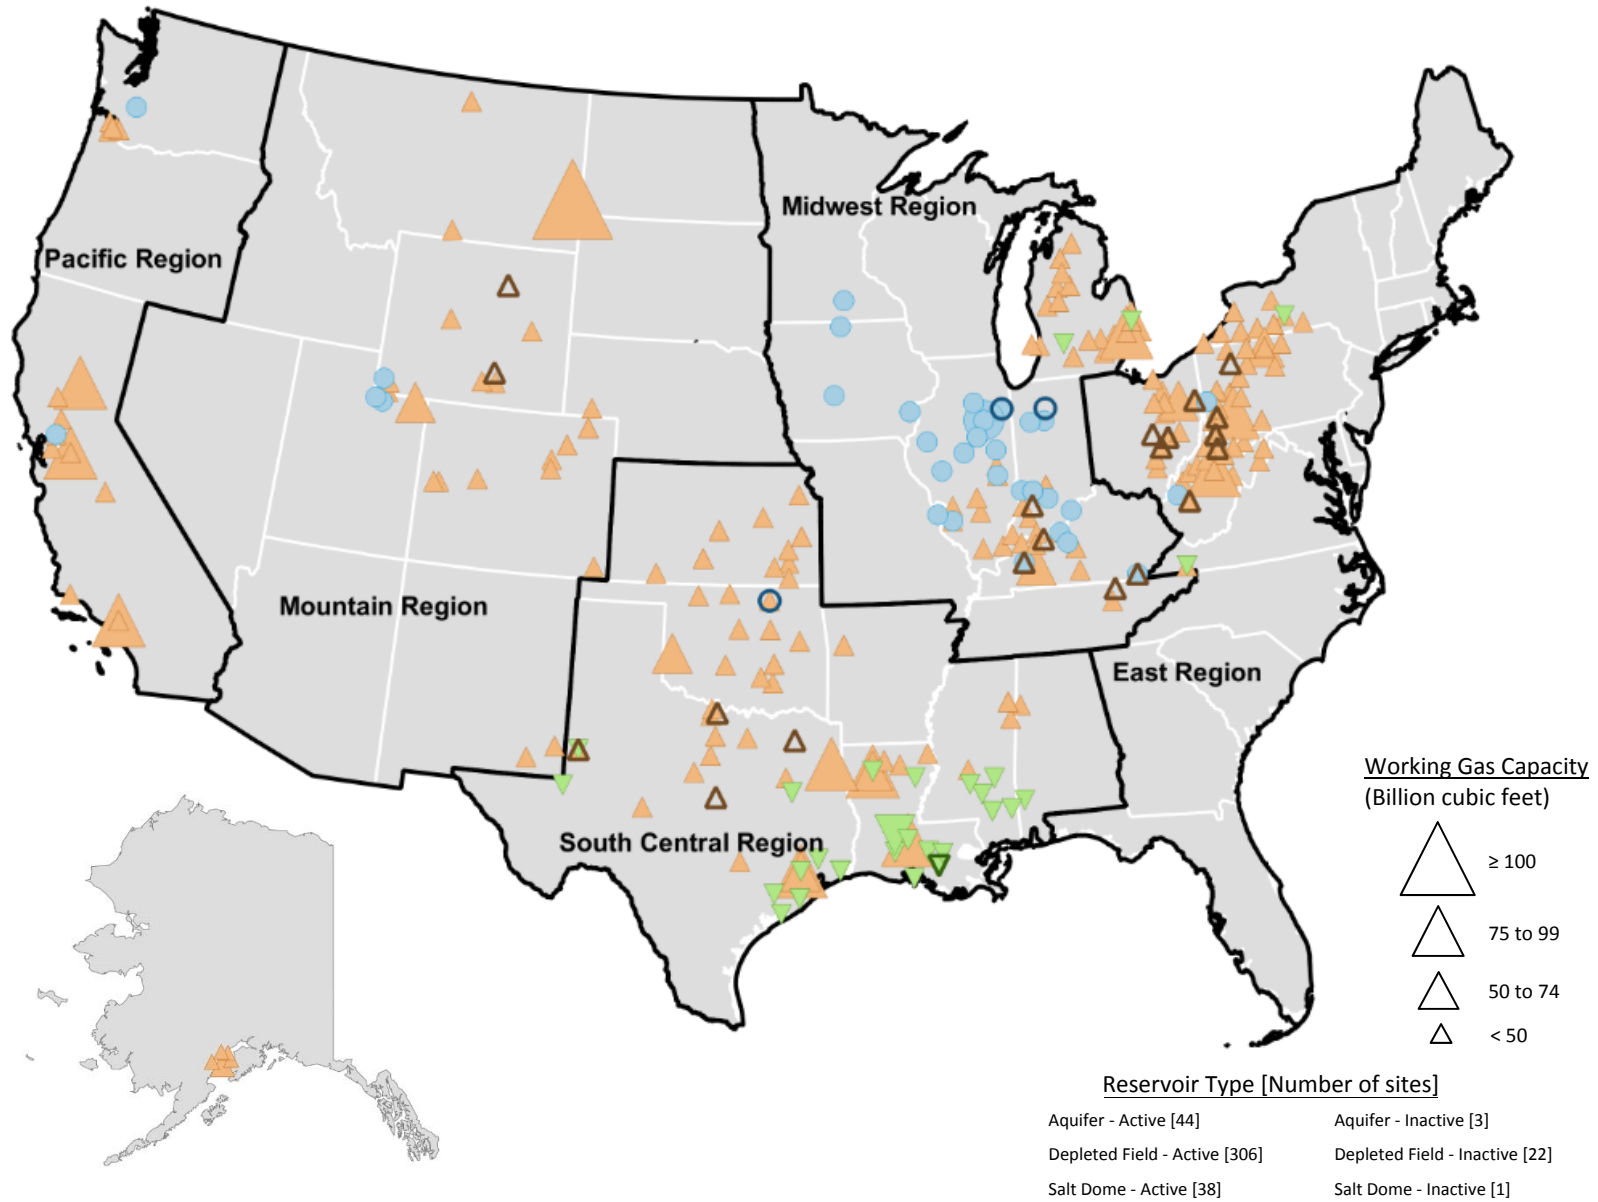 Midwest Region
Pacific Region
Mountain Region
East Region
South Central Region
Working Gas Capacity
(Billion cubic feet)
≥ 100
75 to 99
50 to 74
< 50
Reservoir Type [Number of sites]
Aquifer - Active [44]
Aquifer - Inactive [3]
Depleted Field - Active [306]
Depleted Field - Inactive [22]
Salt Dome - Active [38]
Salt Dome - Inactive [1]